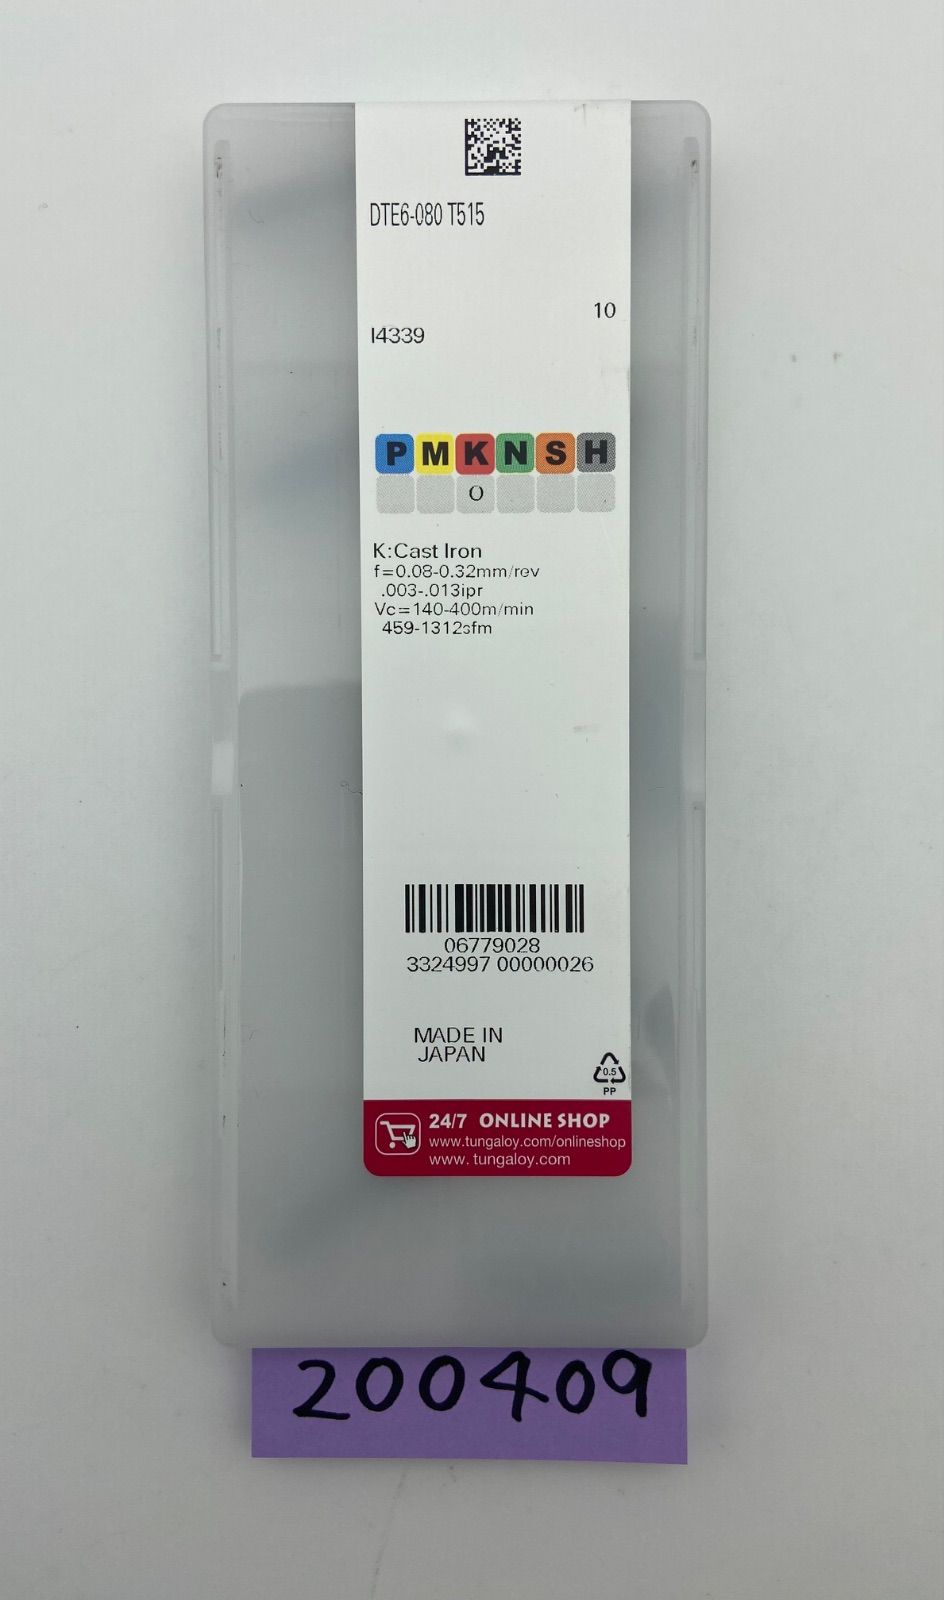 DTE6-080 T515
10
I4339
P M K N S H
O
K:Cast Iron
f=0.08-0.32mm/rev
.003-.013ipr
Vc=140-400m/min
459-1312sfm
06779028
3324997 00000026
MADE IN
JAPAN
0.5
PP
24/7 ONLINE SHOP
www.tungaloy.com/onlineshop
www.tungaloy.com
200409